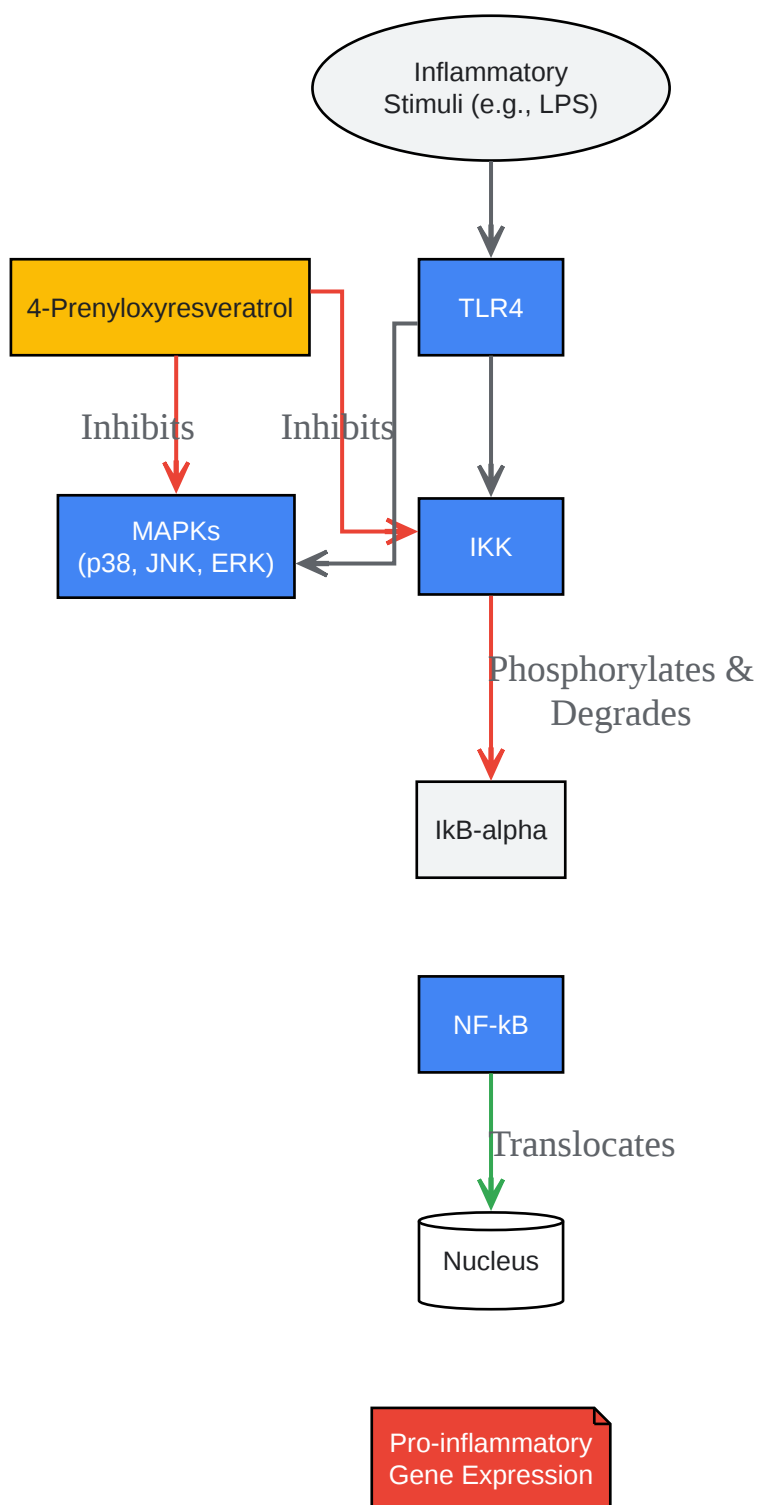 Inflammatory
Stimuli (e.g., LPS)
4-Prenyloxyresveratrol
TLR4
Inhibits
Inhibits
MAPKs
(p38, JNK, ERK)
IKK
Phosphorylates &
Degrades
IkB-alpha
NF-kB
Translocates
Nucleus
Pro-inflammatory
Gene Expression